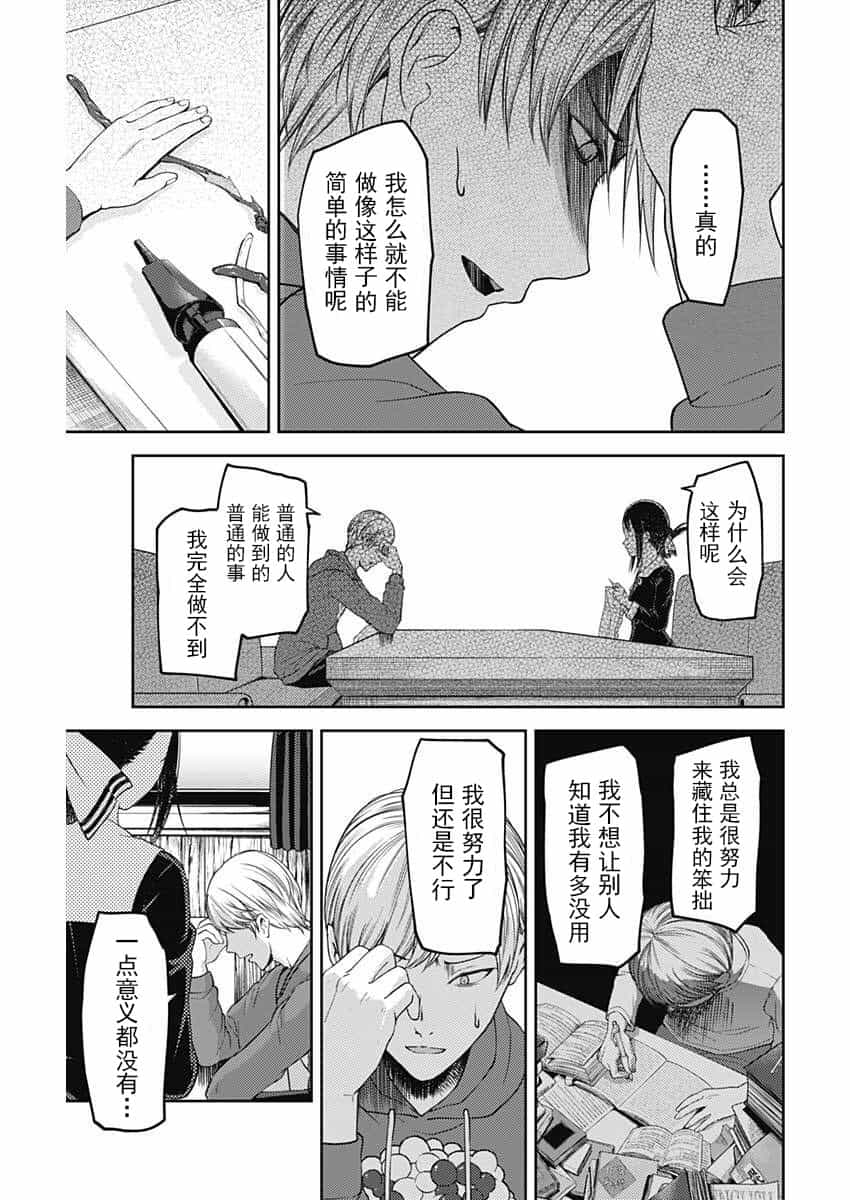 ……真的
我怎么就不能
做像这样子的
简单的事情呢
为什么会
这样呢
普通的人
能做到的
普通的事
我完全做不到
我总是很努力
来藏住我的笨拙
我不想让别人
知道我有多没用
我很努力了
但还是不行
一点意义都没有…